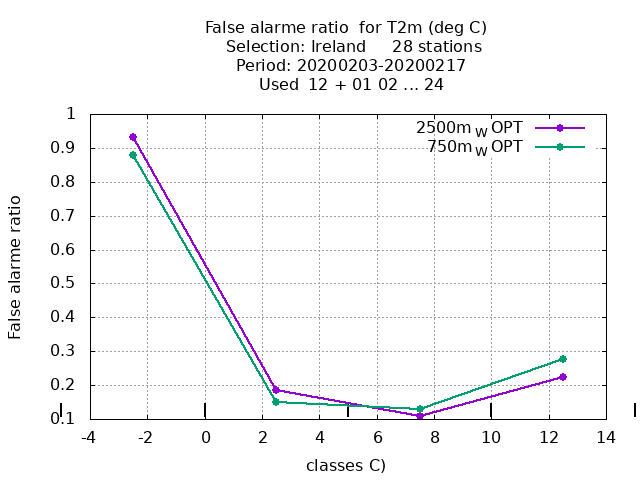 False alarme ratio  for T2m (deg C)
Selection: Ireland     28 stations
Period: 20200203-20200217
Used  12 + 01 02 ... 24
2500m W OPT
750m W OPT
False alarme ratio
1
0.9
0.8
0.7
0.6
0.5
0.4
0.3
0.2
0.1
-4 -2 0 2 4 6 8 10 12 14
classes C)